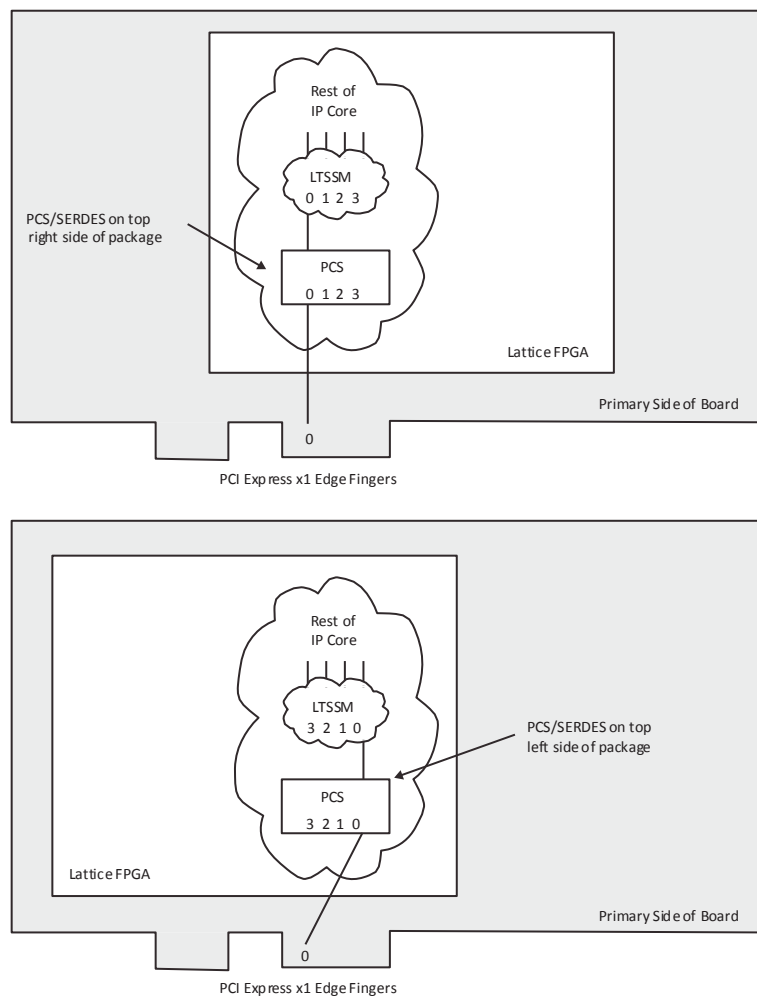 Rest of
IP Core
LTSSM
0 1 2 3
PCS/SERDES on top
right side of package
PCS
0 1 2 3
Lattice FPGA
Primary Side of Board
0
PCI Express x1 Edge Fingers
Rest of
IP Core
LTSSM
3 2 1 0
PCS/SERDES on top
left side of package
PCS
3 2 1 0
Lattice FPGA
Primary Side of Board
0
PCI Express x1 Edge Fingers